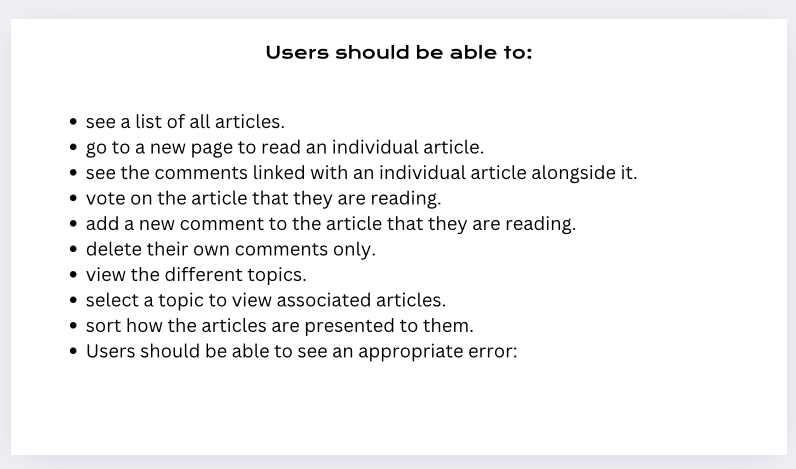 Users should be able to:
• see a list of all articles.
• go to a new page to read an individual article.
• see the comments linked with an individual article alongside it.
• vote on the article that they are reading.
• add a new comment to the article that they are reading.
• delete their own comments only.
• view the different topics.
• select a topic to view associated articles.
• sort how the articles are presented to them.
• Users should be able to see an appropriate error: